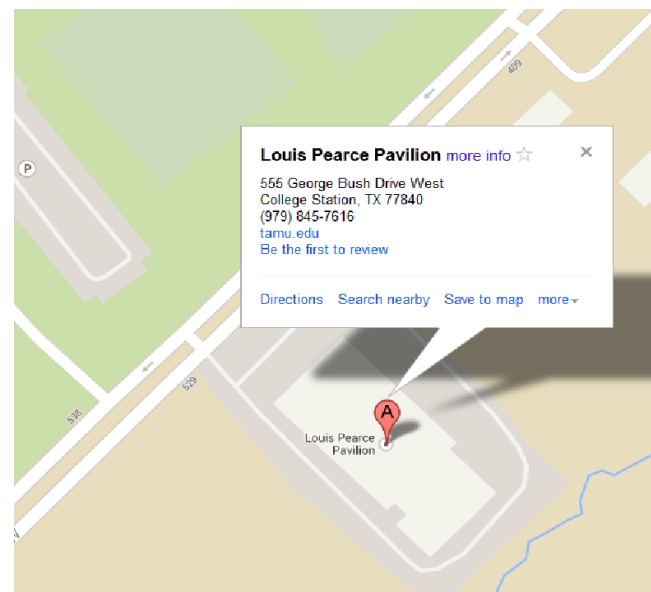 409
P
Louis Pearce Pavilion more info
555 George Bush Drive West
College Station, TX 77840
(979) 845-7616
tamu.edu
Be the first to review
Directions Search nearby Save to map more
529
538
A
Louis Pearce
Pavilion